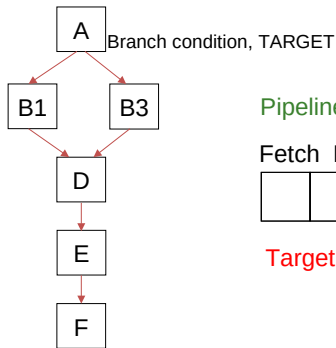 A
Branch condition, TARGET
B1 B3
Pipeline
Fetch
D
Target
E
F